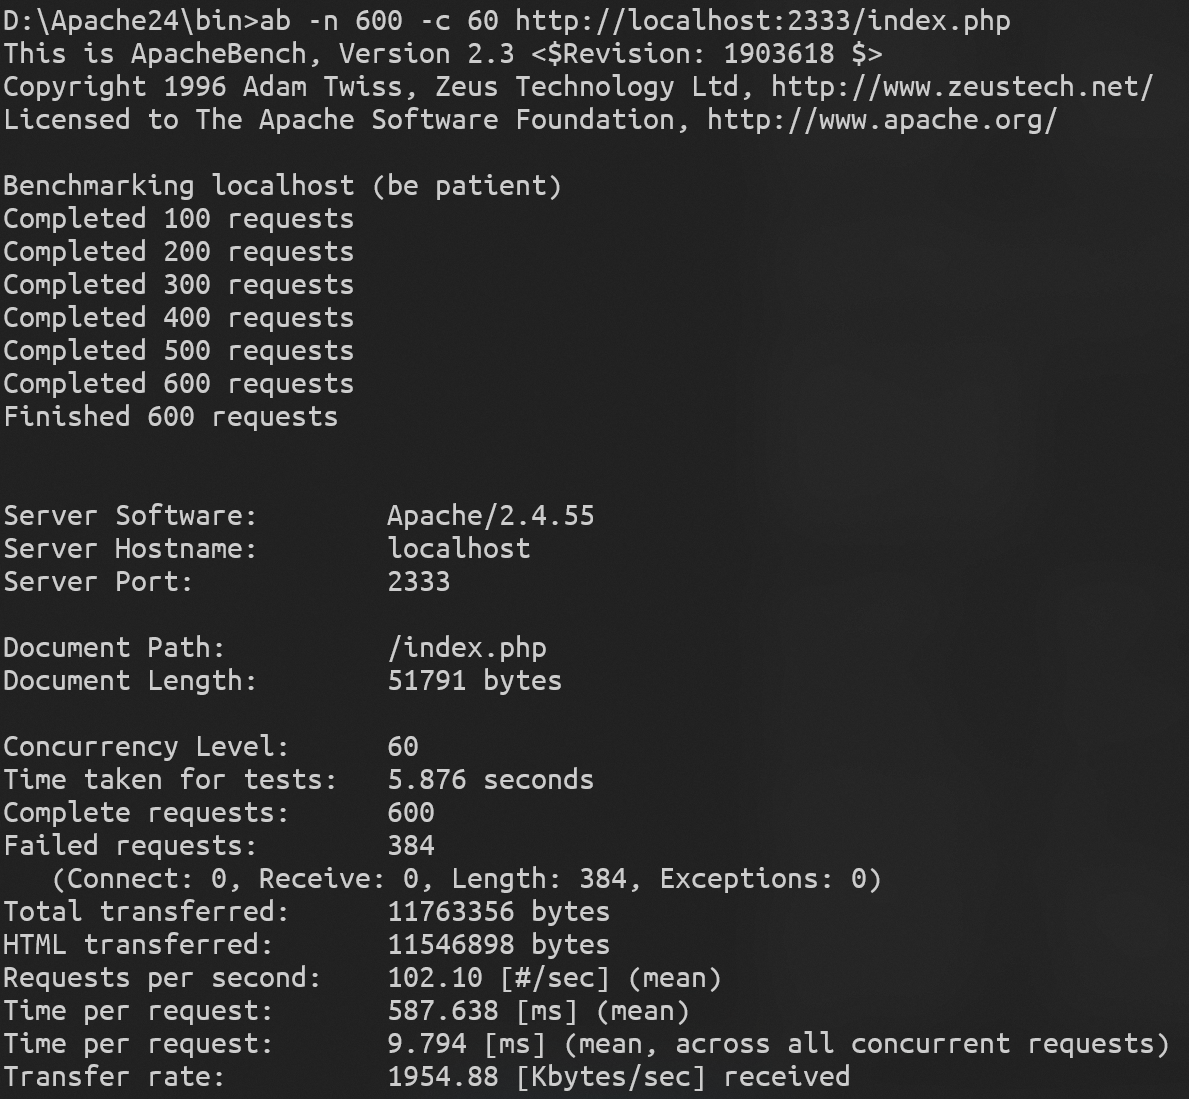 D:\Apache24\bin>ab -n 600 -c 60 http://localhost:2333/index.php
This is ApacheBench, Version 2.3 <$Revision: 1903618 $>
Copyright 1996 Adam Twiss, Zeus Technology Ltd, http://www.zeustech.net/
Licensed to The Apache Software Foundation, http://www.apache.org/

Benchmarking localhost (be patient)
Completed 100 requests
Completed 200 requests
Completed 300 requests
Completed 400 requests
Completed 500 requests
Completed 600 requests
Finished 600 requests


Server Software:        Apache/2.4.55
Server Hostname:        localhost
Server Port:            2333

Document Path:          /index.php
Document Length:        51791 bytes

Concurrency Level:      60
Time taken for tests:   5.876 seconds
Complete requests:      600
Failed requests:        384
   (Connect: 0, Receive: 0, Length: 384, Exceptions: 0)
Total transferred:      11763356 bytes
HTML transferred:       11546898 bytes
Requests per second:    102.10 [#/sec] (mean)
Time per request:       587.638 [ms] (mean)
Time per request:       9.794 [ms] (mean, across all concurrent requests)
Transfer rate:          1954.88 [Kbytes/sec] received